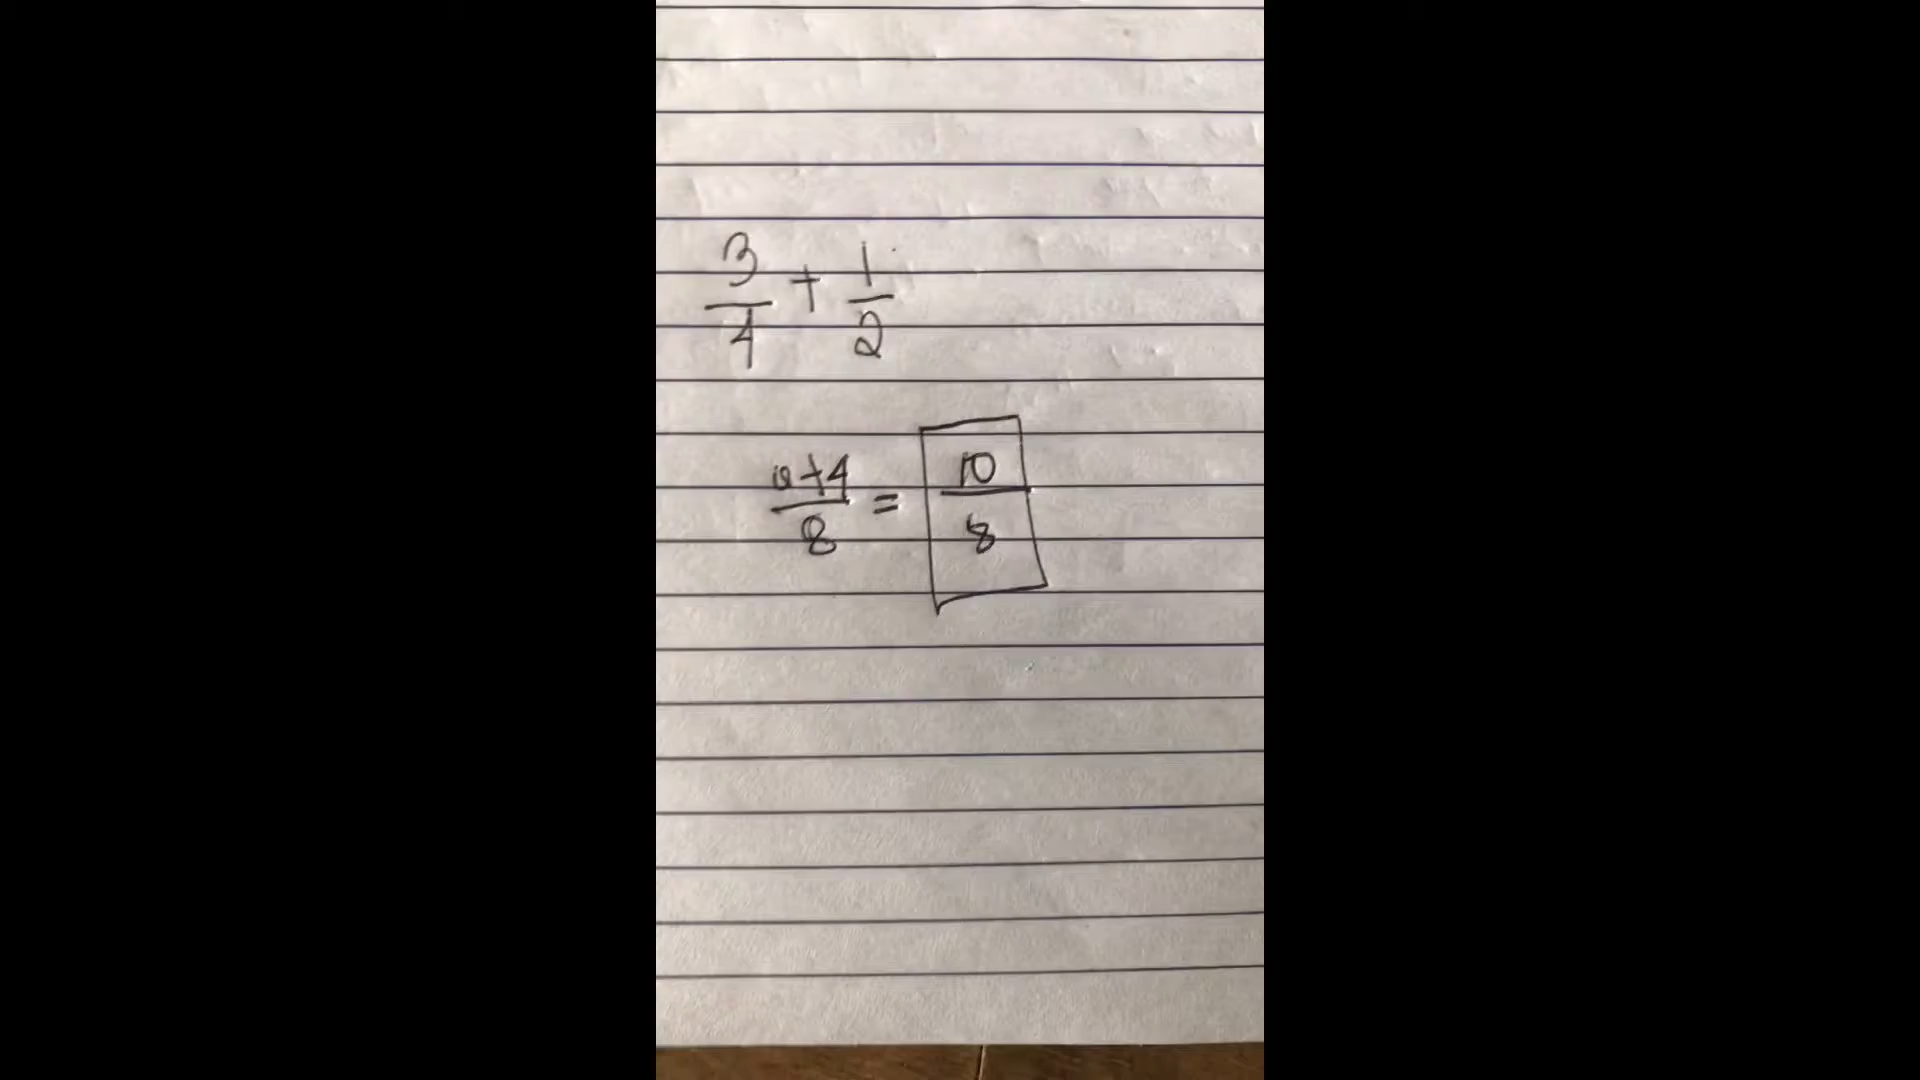 3/4 + 1/2
6+4/8 = 10/8